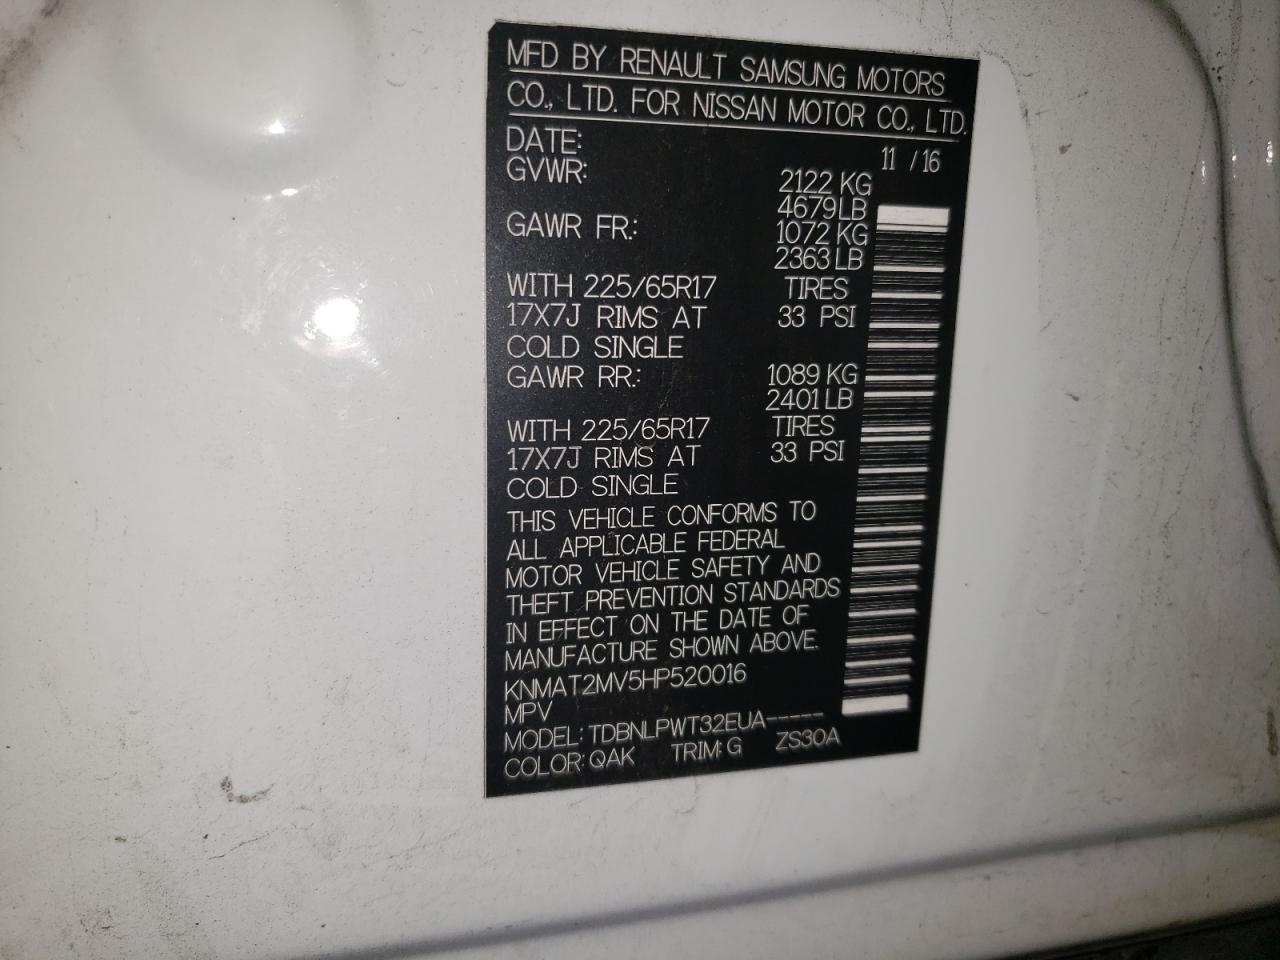 MFD BY RENAULT SAMSUNG MOTORS
CO., LTD. FOR NISSAN MOTOR CO., LTD.
DATE: 11 / 16
GVWR: 2122 KG
4679 LB
GAWR FR.: 1072 KG
2363 LB
WITH 225/65R17 TIRES
17X7J RIMS AT 33 PSI
COLD SINGLE
GAWR RR.: 1089 KG
2401 LB
WITH 225/65R17 TIRES
17X7J RIMS AT 33 PSI
COLD SINGLE
THIS VEHICLE CONFORMS TO
ALL APPLICABLE FEDERAL
MOTOR VEHICLE SAFETY AND
THEFT PREVENTION STANDARDS
IN EFFECT ON THE DATE OF
MANUFACTURE SHOWN ABOVE.
KNMAT2MV5HP520016
MPV
MODEL: TDBNLPWT32EUA-----
COLOR: QAK TRIM: G ZS30A